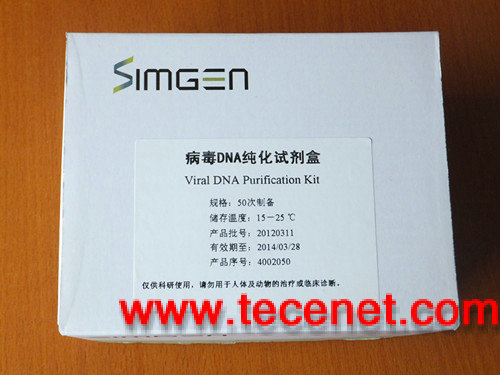 SIMGEN
病毒DNA纯化试剂盒
Viral DNA Purification Kit
规格：50次制备
储存温度：15－25℃
产品批号：20120311
有效期至：2014/03/28
产品序号：4002050
仅供科研使用，请勿用于人体及动物的治疗或临床诊断。
www.tecenet.com